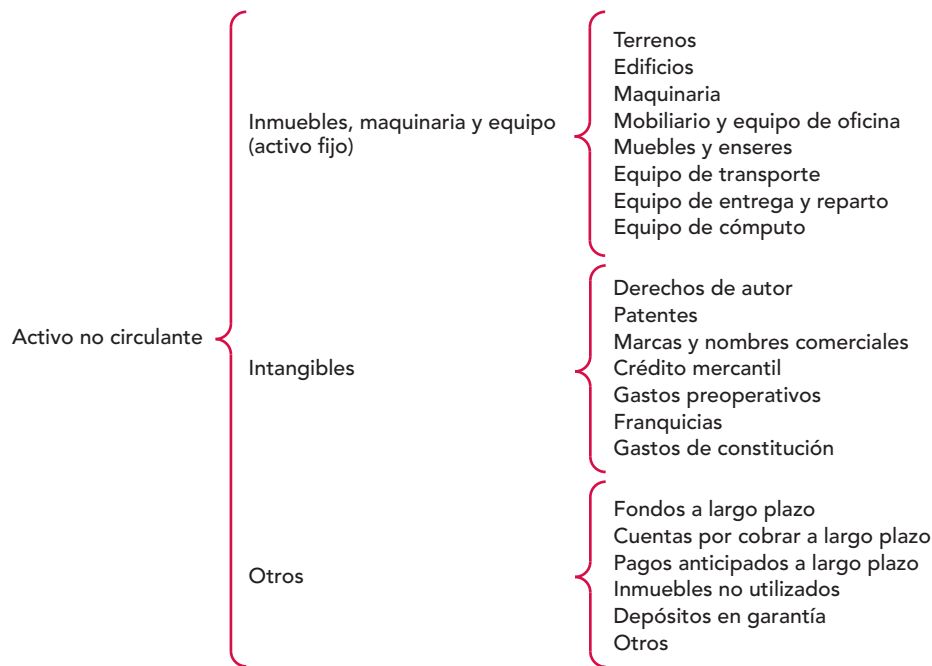 Activo no circulante
Inmuebles, maquinaria y equipo
(activo fijo)
Terrenos
Edificios
Maquinaria
Mobiliario y equipo de oficina
Muebles y enseres
Equipo de transporte
Equipo de entrega y reparto
Equipo de cómputo
Intangibles
Derechos de autor
Patentes
Marcas y nombres comerciales
Crédito mercantil
Gastos preoperativos
Franquicias
Gastos de constitución
Otros
Fondos a largo plazo
Cuentas por cobrar a largo plazo
Pagos anticipados a largo plazo
Inmuebles no utilizados
Depósitos en garantía
Otros